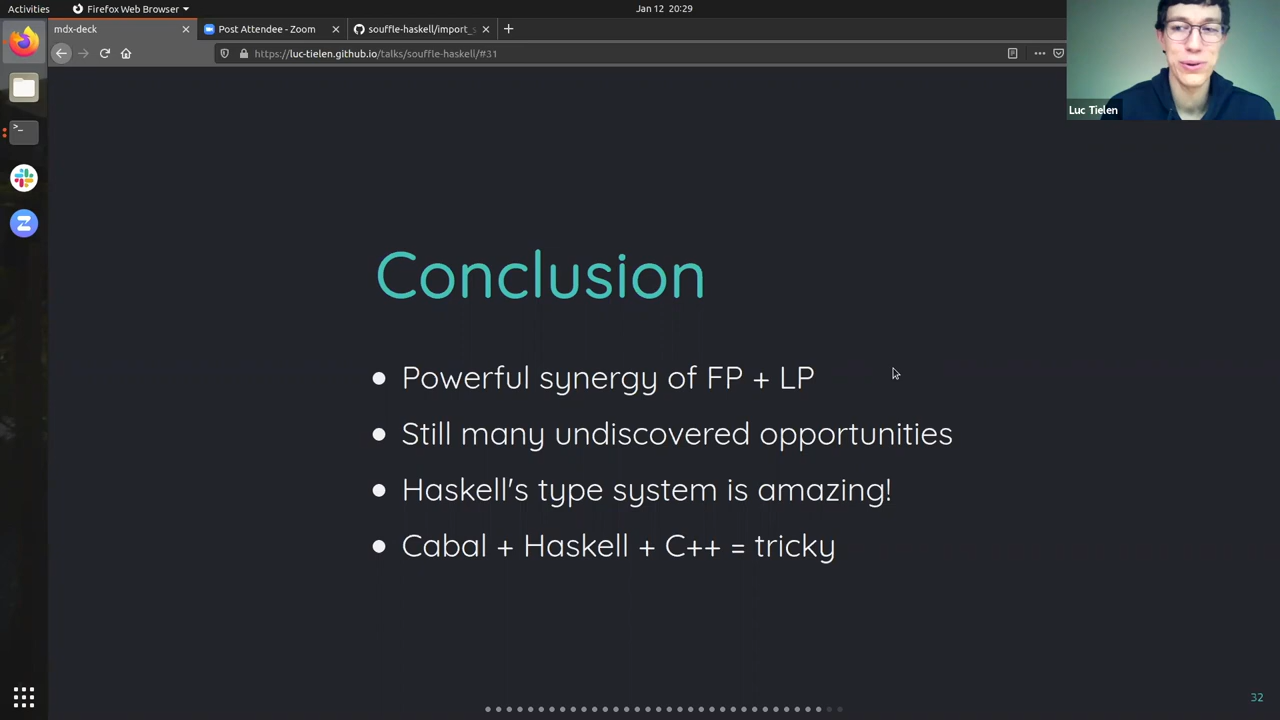 Activities
Firefox Web Browser
Jan 12 20:29
mdx-deck
Post Attendee - Zoom
souffle-haskell/import_s
https://luc-tielen.github.io/talks/souffle-haskell/#31
Luc Tielen
Conclusion
• Powerful synergy of FP + LP
• Still many undiscovered opportunities
• Haskell's type system is amazing!
• Cabal + Haskell + C++ = tricky
32